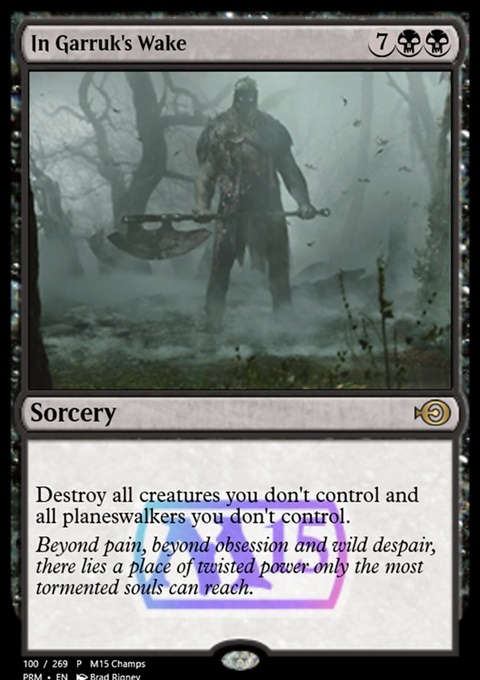 In Garruk's Wake 7
Sorcery
Destroy all creatures you don't control and
all planeswalkers you don't control.
Beyond pain, beyond obsession and wild despair,
there lies a place of twisted power only the most
tormented souls can reach.
M15
100 / 269 P M15 Champs
PRM • EN Brad Rigney